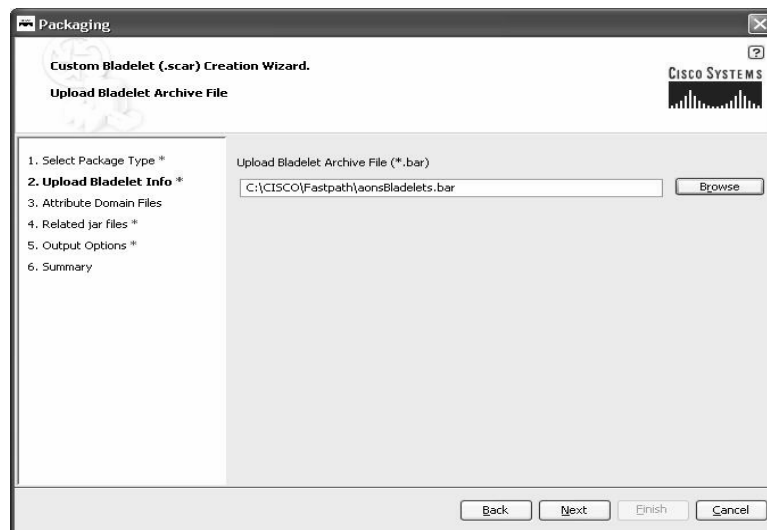 Packaging
Custom Bladelet (.scar) Creation Wizard.
Upload Bladelet Archive File
?
CISCO SYSTEMS
1. Select Package Type *
2. Upload Bladelet Info *
3. Attribute Domain Files
4. Related jar files *
5. Output Options *
6. Summary
Upload Bladelet Archive File (*.bar)
C:\CISCO\Fastpath\aonsBladelets.bar
Browse
Back
Next
Finish
Cancel